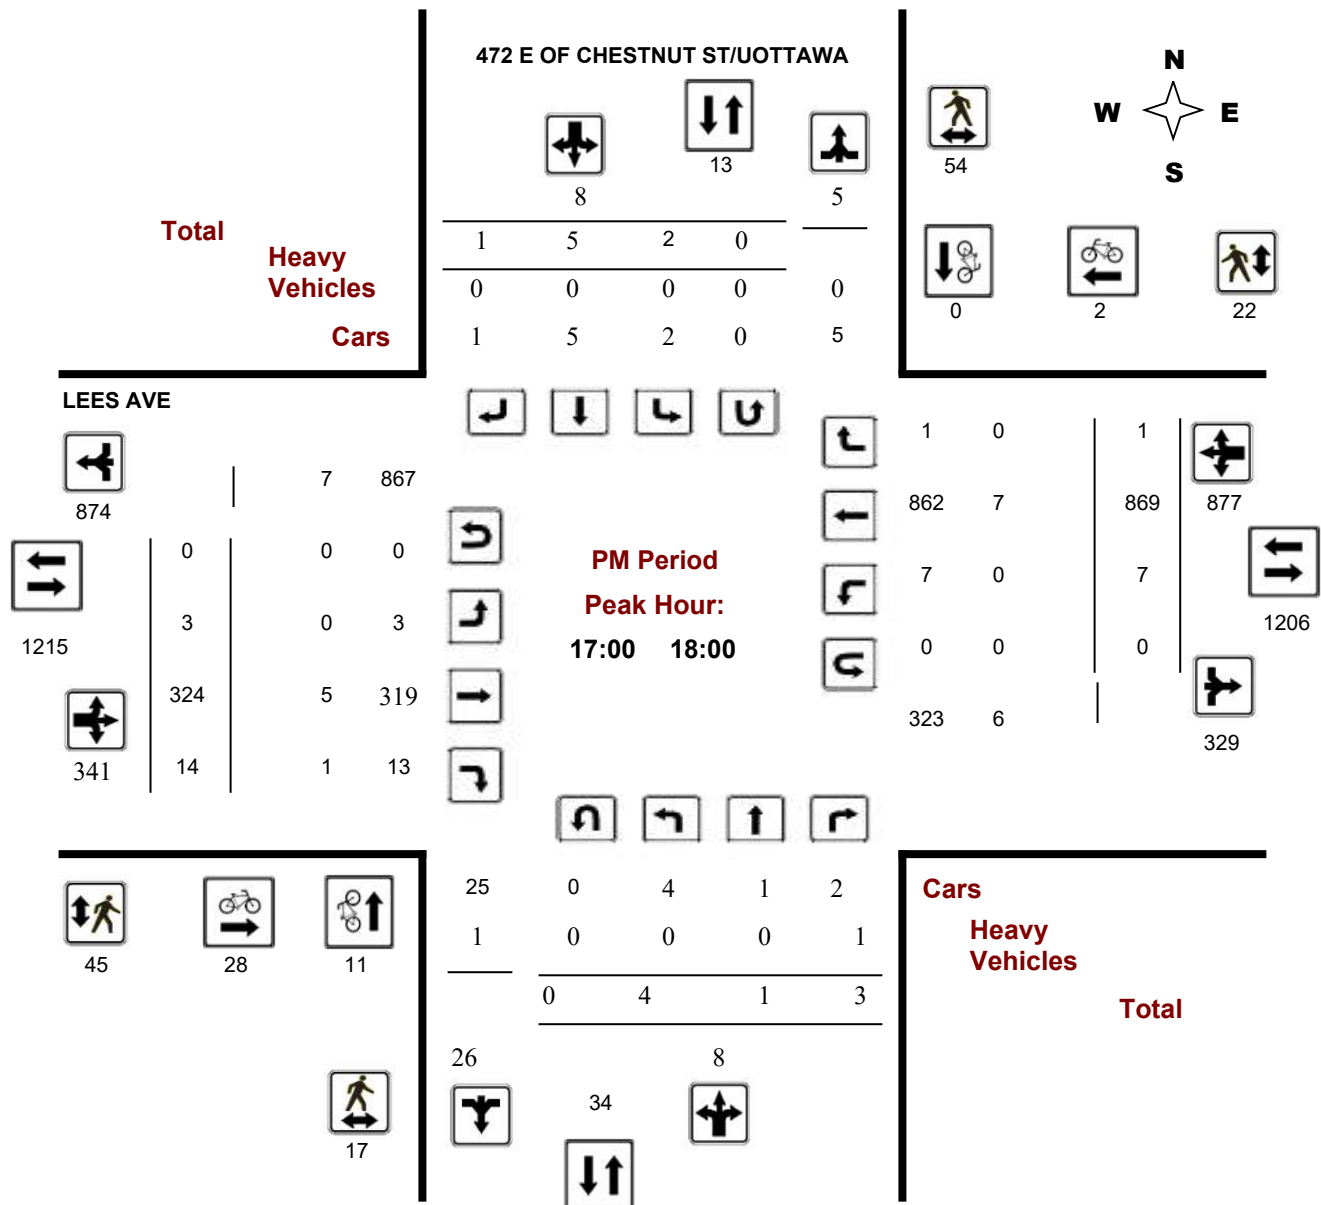 472 E OF CHESTNUT ST/UOTTAWA
N
W E
S
13
54
8 5
Total
1 5 2 0
Heavy
Vehicles
0 0 0 0 0
0 2 22
Cars
1 5 2 0 5
LEES AVE
1 0 1
7 867
874
862 7 869 877
0 0 0
PM Period
7 0 7
3 0 3
Peak Hour:
1206
1215
17:00 18:00
0 0 0
324 5 319
323 6
329
341 14 1 13
25 0 4 1 2
Cars
1 0 0 0 1
Heavy
Vehicles
45 28 11
0 4 1 3
Total
26 8
34
17